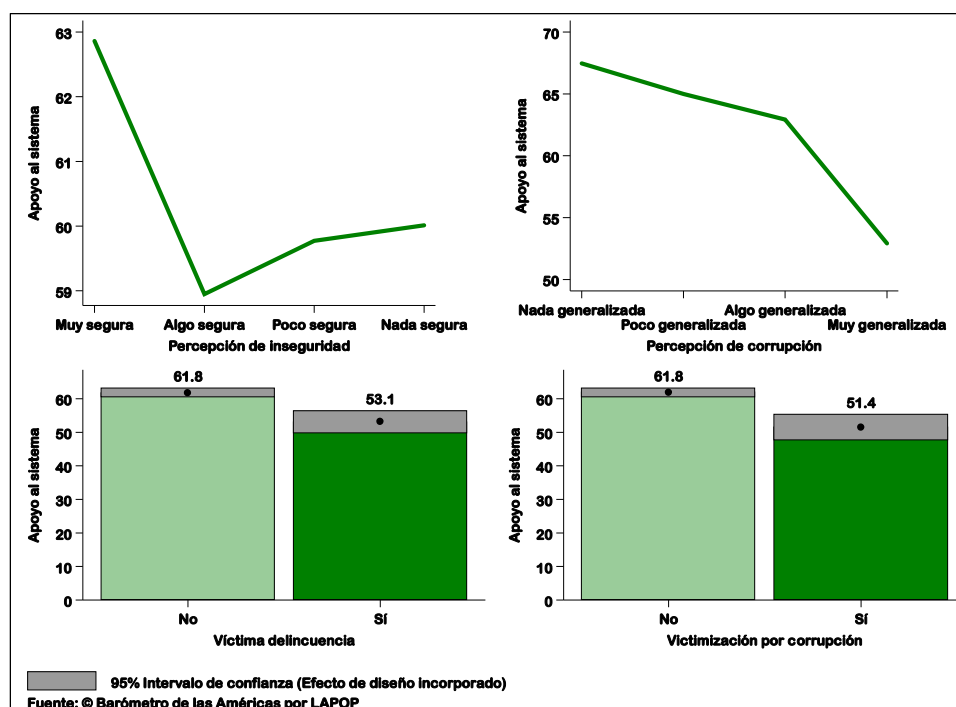 63
62
61
60
59
Apoyo al sistema
Muy segura Algo segura Poco segura Nada segura
Percepción de inseguridad
70
65
60
55
50
Apoyo al sistema
Nada generalizada Algo generalizada
Poco generalizada Muy generalizada
Percepción de corrupción
61.8
53.1
60
50
40
30
20
10
0
Apoyo al sistema
No Sí
Víctima delincuencia
61.8
51.4
60
50
40
30
20
10
0
Apoyo al sistema
No Sí
Victimización por corrupción
95% Intervalo de confianza (Efecto de diseño incorporado)
Fuente: © Barómetro de las Américas por LAPOP